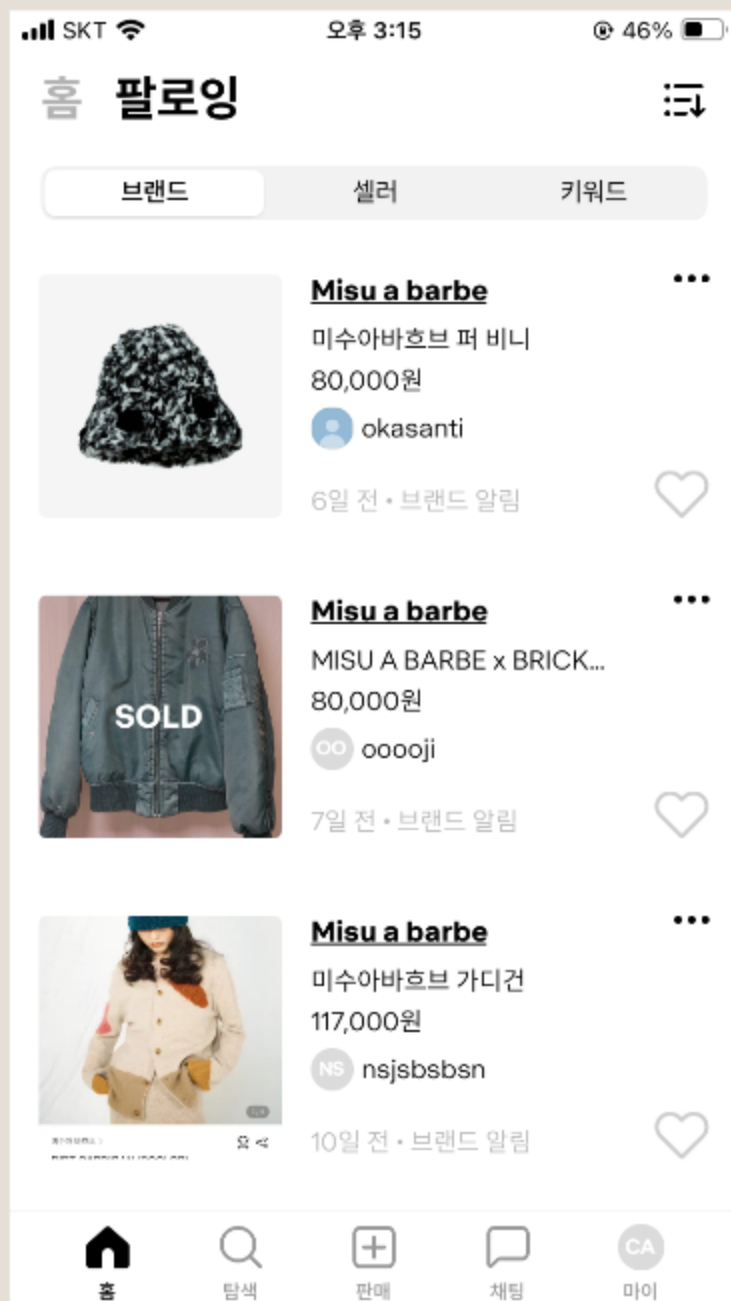 SKT
오후 3:15
46%
홈 팔로잉
브랜드 셀러 키워드
Misu a barbe
미수아바흐브 퍼 비니
80,000원
okasanti
6일 전 • 브랜드 알림
SOLD
Misu a barbe
MISU A BARBE x BRICK...
80,000원
OO ooooji
7일 전 • 브랜드 알림
Misu a barbe
미수아바흐브 가디건
117,000원
NS nsjsbsbsn
10일 전 • 브랜드 알림
CA
홈 탐색 판매 채팅 마이